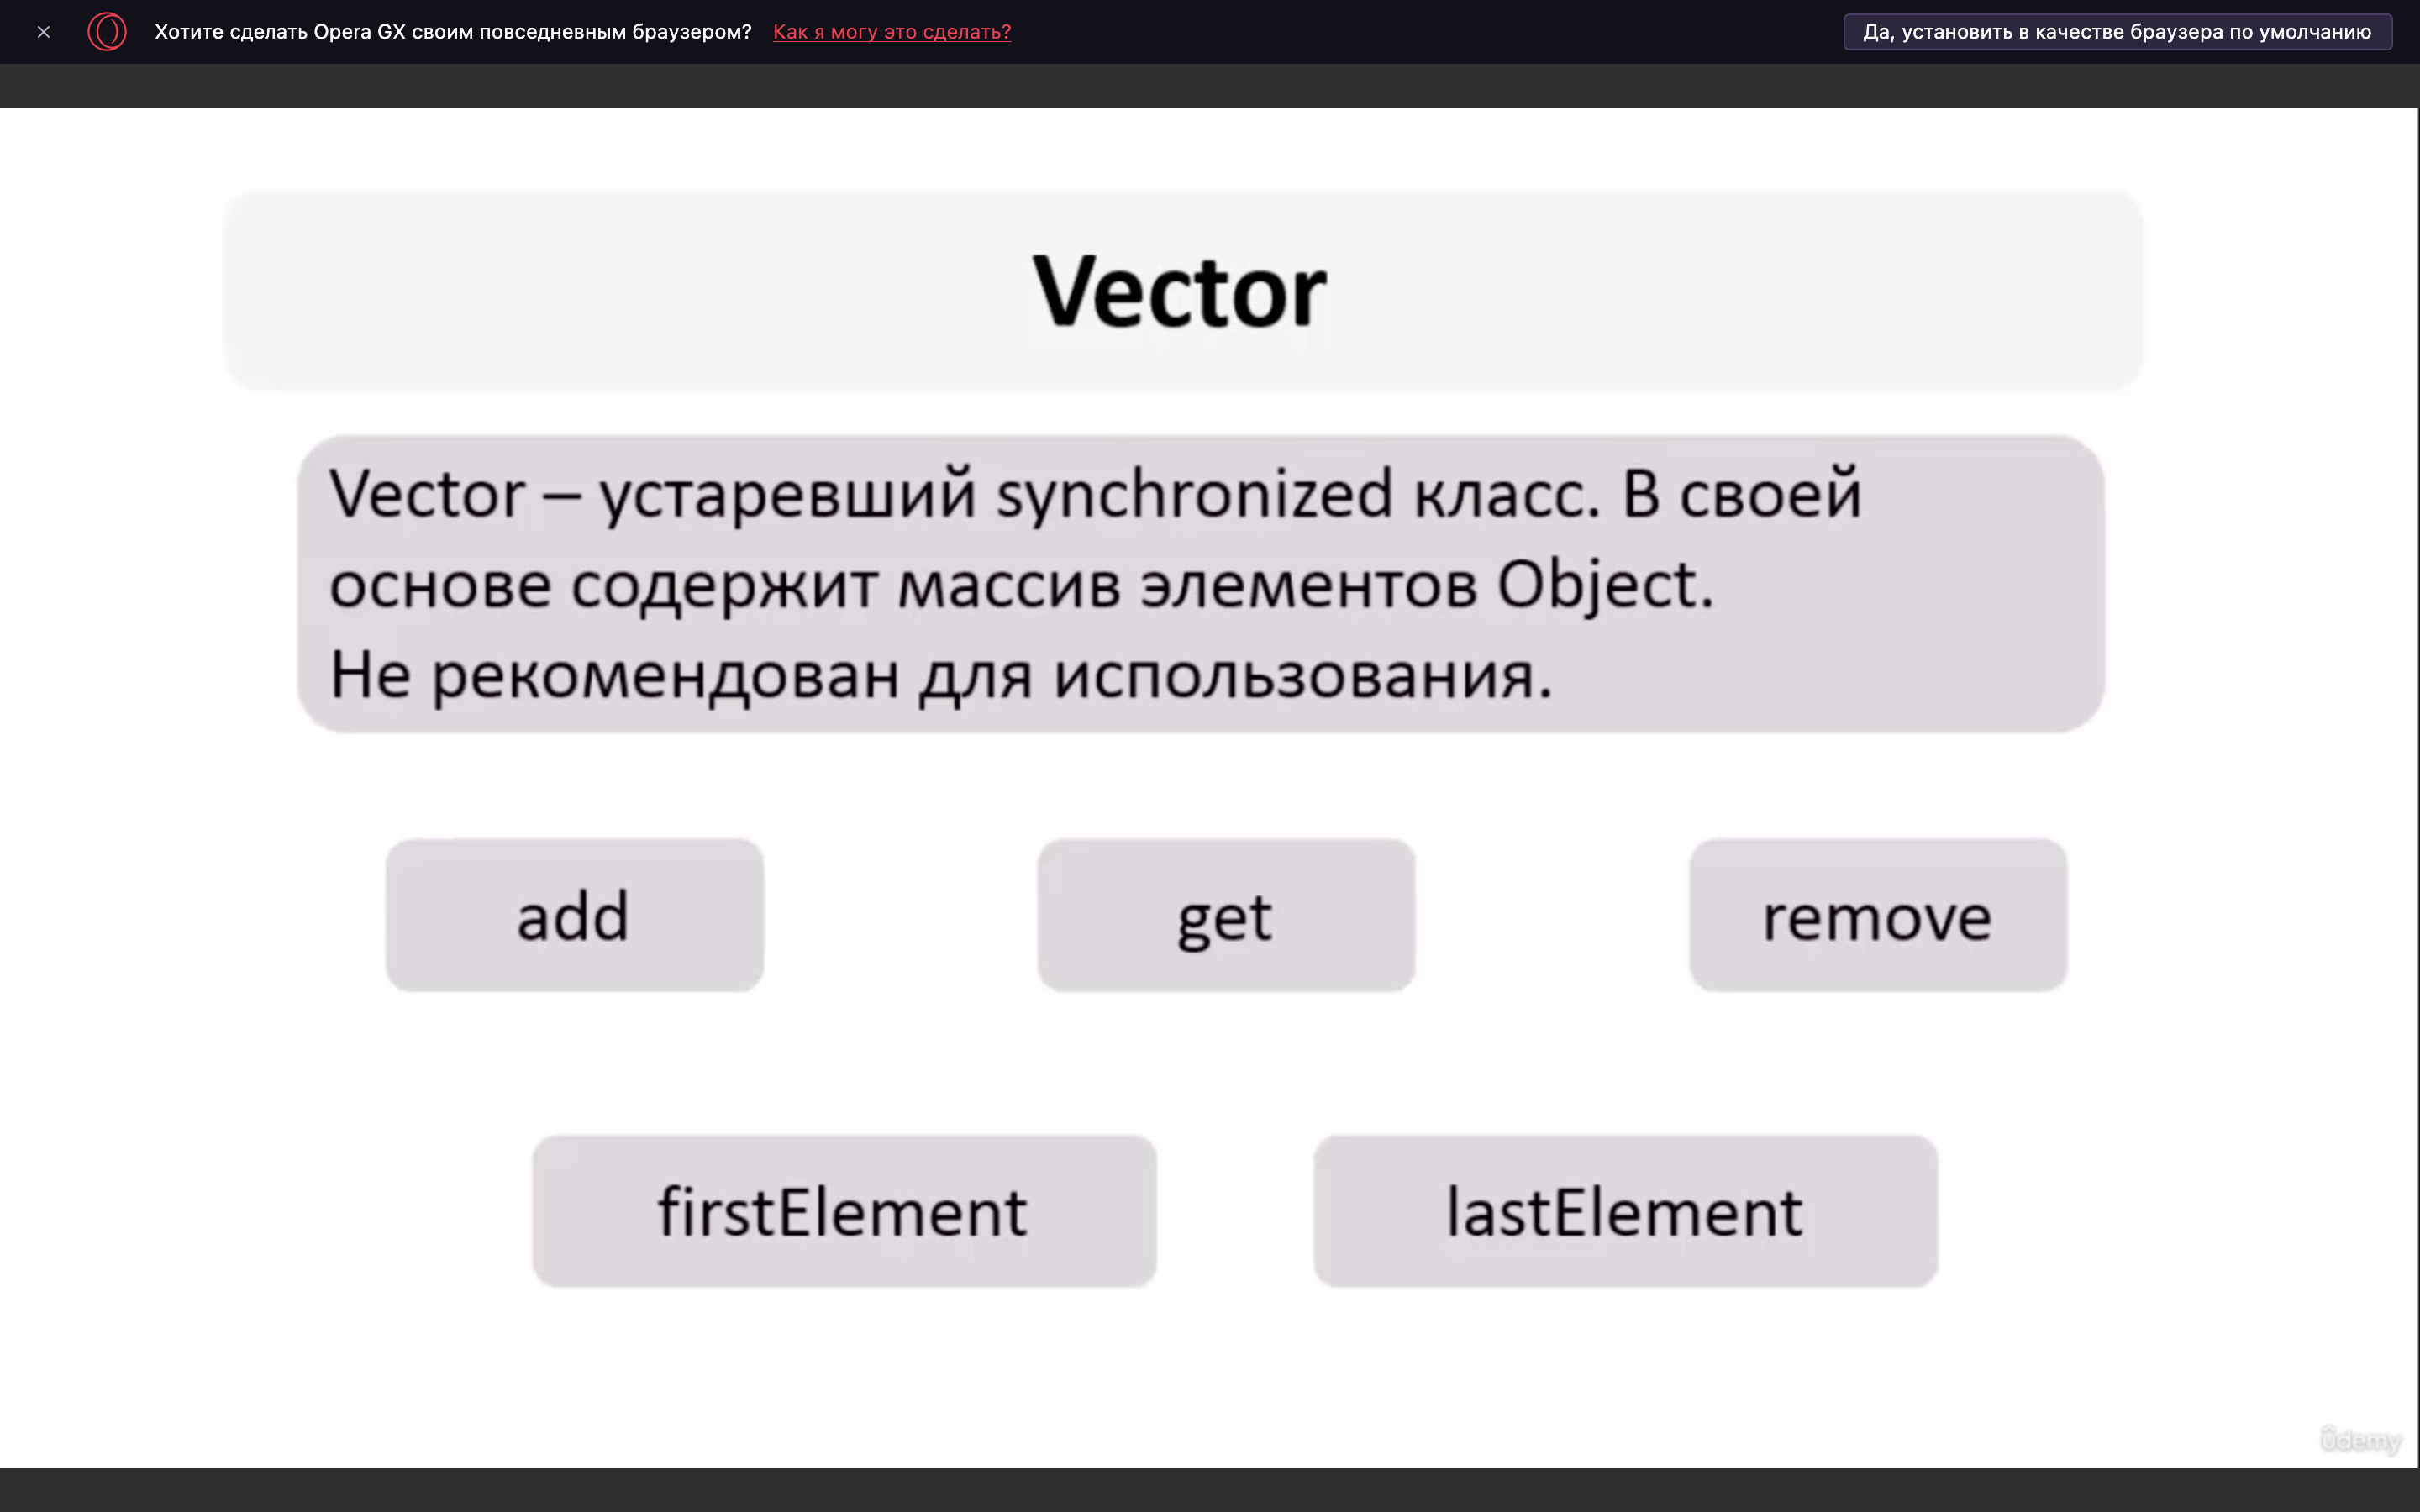 Хотите сделать Opera GX своим повседневным браузером? Как я могу это сделать? Да, установить в качестве браузера по умолчанию
Vector
Vector – устаревший synchronized класс. В своей
основе содержит массив элементов Object.
Не рекомендован для использования.
add get remove
firstElement lastElement
ûdemy